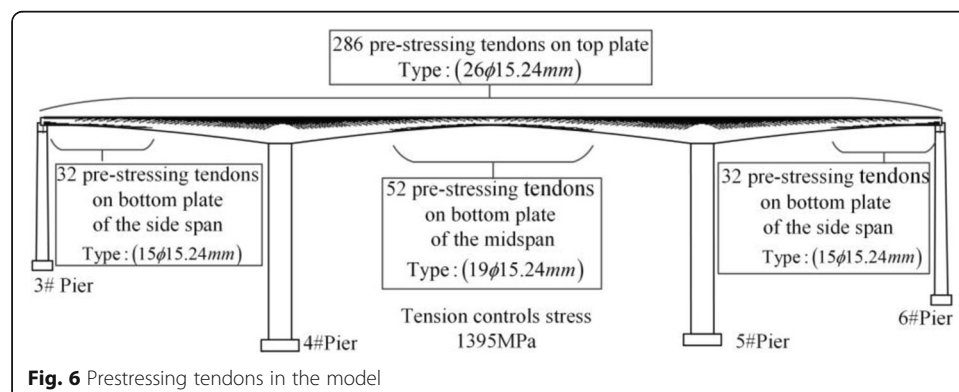 286 pre-stressing tendons on top plate
Type : (26ϕ15.24mm)
32 pre-stressing tendons
on bottom plate
of the side span
Type : (15ϕ15.24mm)
52 pre-stressing tendons
on bottom plate
of the midspan
Type : (19ϕ15.24mm)
32 pre-stressing tendons
on bottom plate
of the side span
Type : (15ϕ15.24mm)
3# Pier
4#Pier
Tension controls stress
1395MPa
5#Pier
6#Pier
Fig. 6 Prestressing tendons in the model